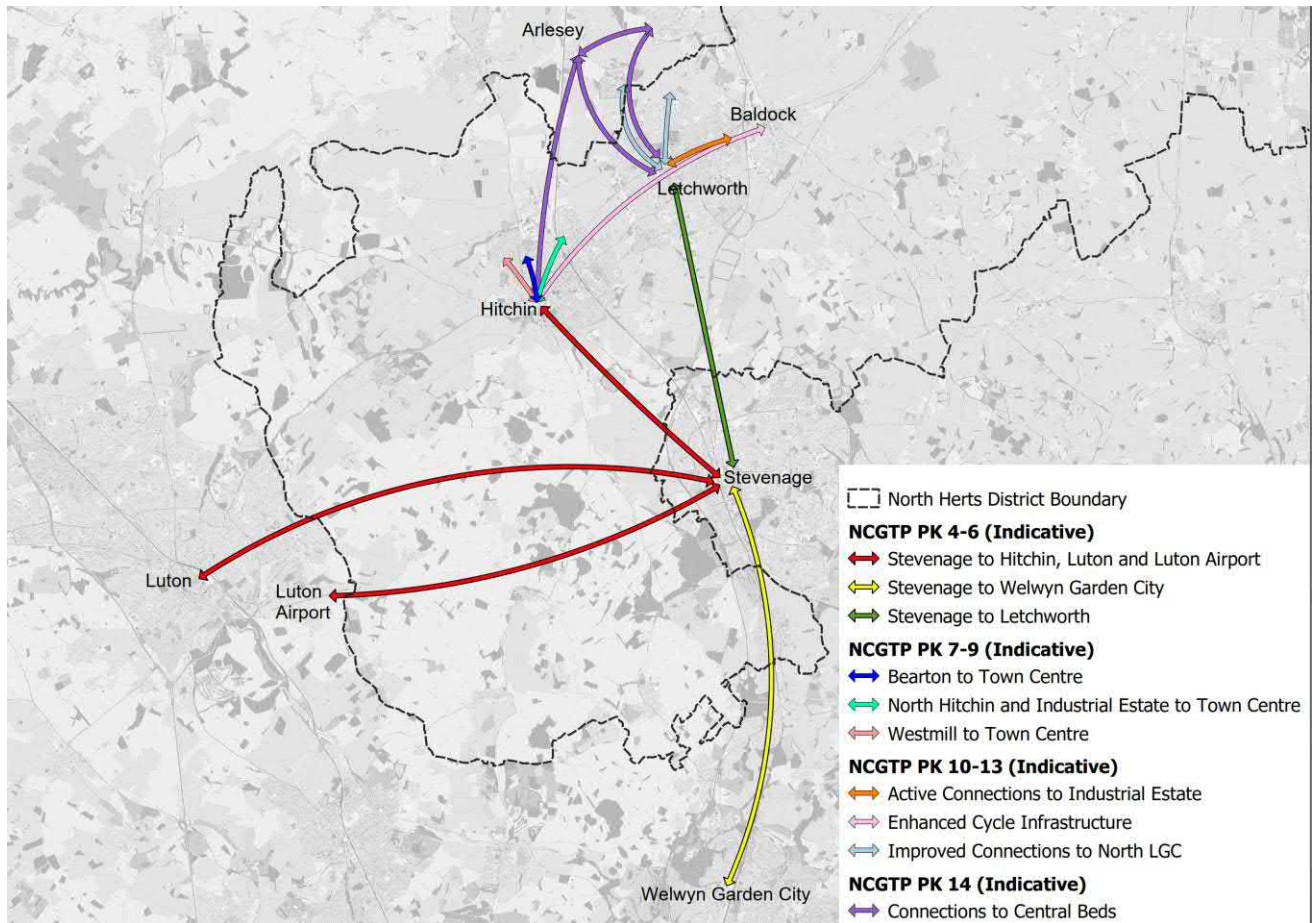 Arlesey
Baldock
Letchworth
Hitchin
Stevenage
Luton
Luton
Airport
Welwyn Garden City
North Herts District Boundary
NCGTP PK 4-6 (Indicative)
Stevenage to Hitchin, Luton and Luton Airport
Stevenage to Welwyn Garden City
Stevenage to Letchworth
NCGTP PK 7-9 (Indicative)
Bearton to Town Centre
North Hitchin and Industrial Estate to Town Centre
Westmill to Town Centre
NCGTP PK 10-13 (Indicative)
Active Connections to Industrial Estate
Enhanced Cycle Infrastructure
Improved Connections to North LGC
NCGTP PK 14 (Indicative)
Connections to Central Beds